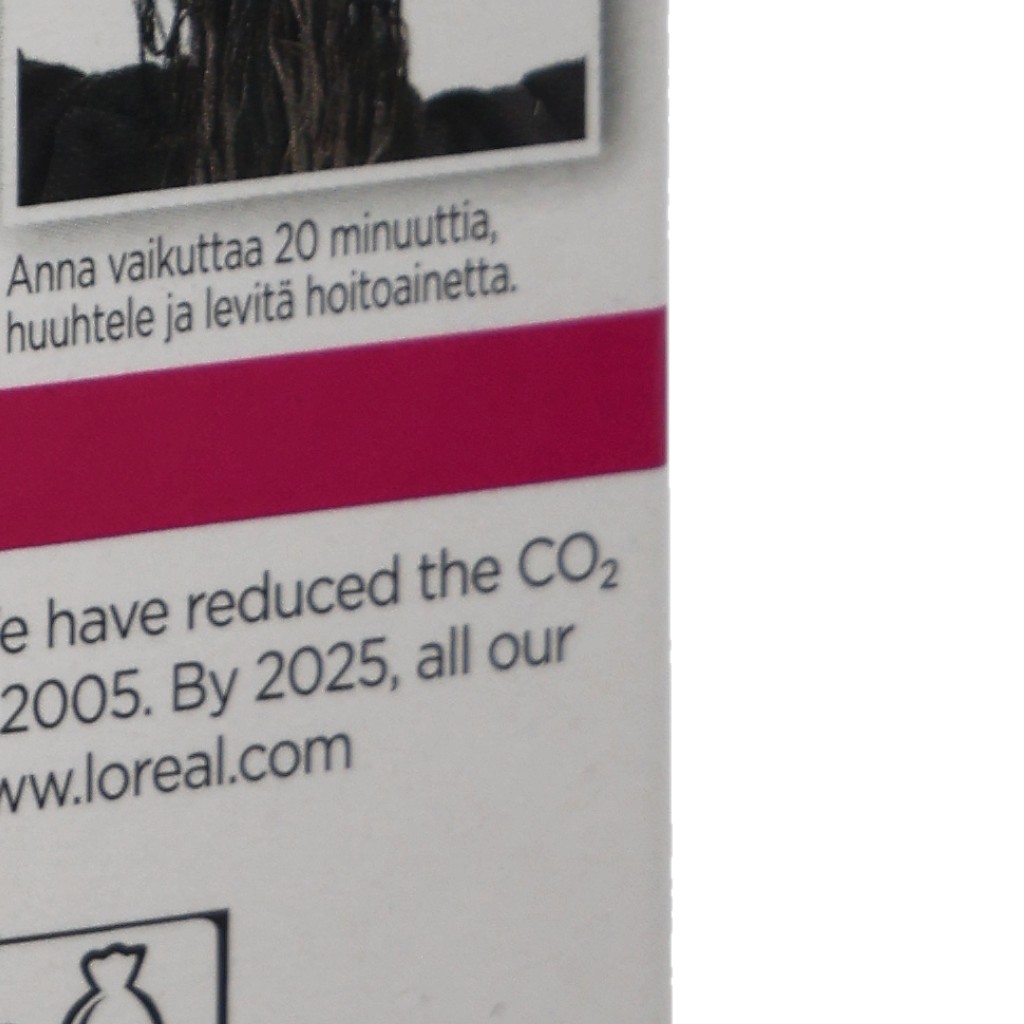 Anna vaikuttaa 20 minuuttia,
huuhtele ja levitä hoitoainetta.
have reduced the CO₂
2005. By 2025, all our
ww.loreal.com